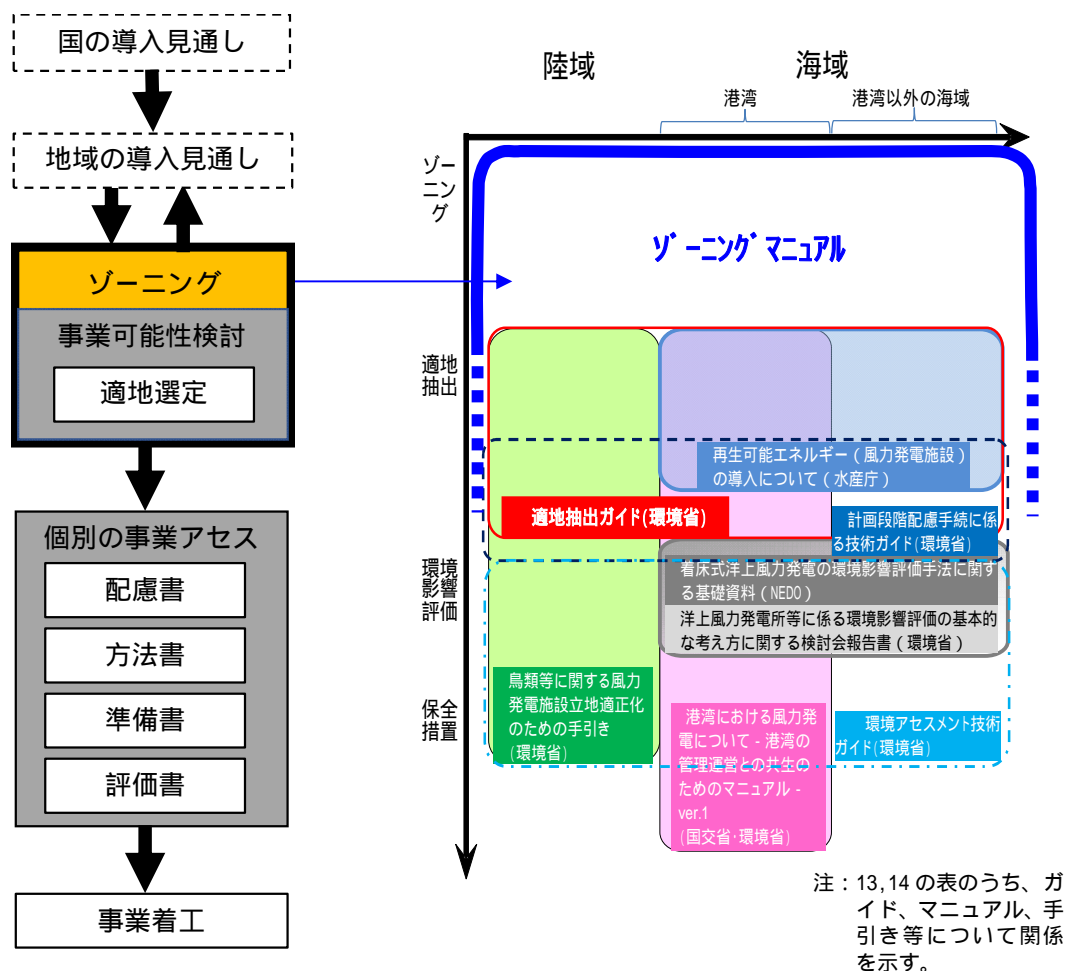 国の導入見通し
地域の導入見通し
ゾーニング
事業可能性検討
適地選定
個別の事業アセス
配慮書
方法書
準備書
評価書
事業着工
陸域
海域
港湾
港湾以外の海域
ゾー
ニン
グ
適地
抽出
環境
影響
評価
保全
措置
ゾーニングマニュアル
再生可能エネルギー（風力発電施設）
の導入について（水産庁）
適地抽出ガイド(環境省)
計画段階配慮手続に係
る技術ガイド(環境省)
着床式洋上風力発電の環境影響評価手法に関す
る基礎資料（NEDO）
洋上風力発電所等に係る環境影響評価の基本的
な考え方に関する検討会報告書（環境省）
鳥類等に関する風力
発電施設立地適正化
のための手引き
(環境省)
港湾における風力発
電について‐港湾の
管理運営との共生の
ためのマニュアル‐
ver.1
(国交省･環境省)
環境アセスメント技術
ガイド(環境省)
注：13,14の表のうち、ガ
イド、マニュアル、手
引き等について関係
を示す。